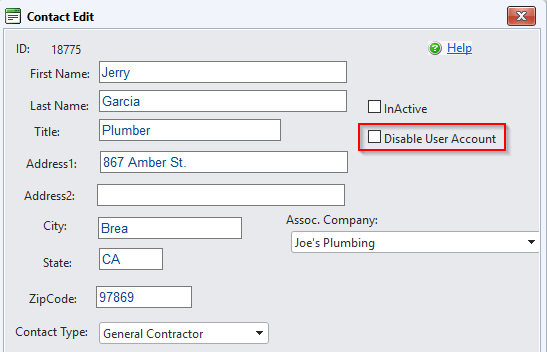 Contact Edit
ID: 18775
Help
First Name: Jerry
Last Name: Garcia
InActive
Title: Plumber
Disable User Account
Address1: 867 Amber St.
Address2:
City: Brea
Assoc. Company:
Joe's Plumbing
State: CA
ZipCode: 97869
Contact Type: General Contractor